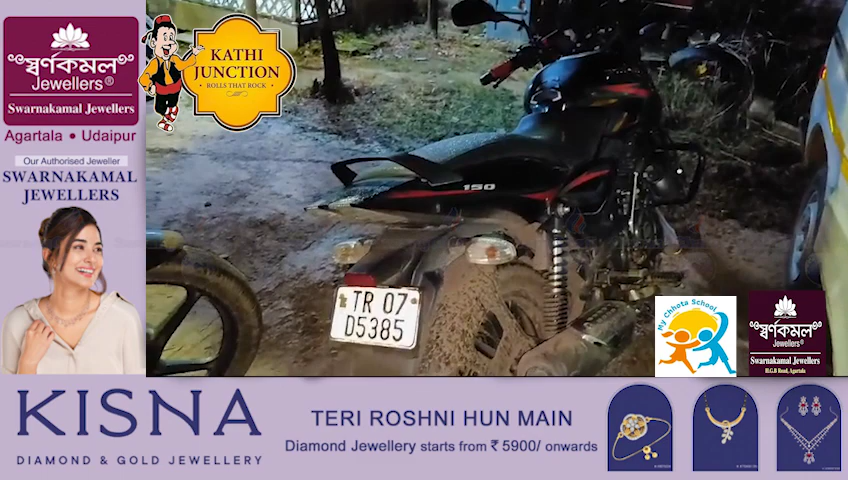 স্বর্ণকমল
Jewellers®
Swarnakamal Jewellers
Agartala • Udaipur
Our Authorised Jeweller
SWARNAKAMAL
JEWELLERS
KATHI
JUNCTION
• ROLLS THAT ROCK •
150
TR 07
D5385
My Chhota School
স্বর্ণকমল
Jewellers®
Swarnakamal Jewellers
H.G.B Road, Agartala
KISNA
DIAMOND & GOLD JEWELLERY
TERI ROSHNI HUN MAIN
Diamond Jewellery starts from ₹ 5900/ onwards